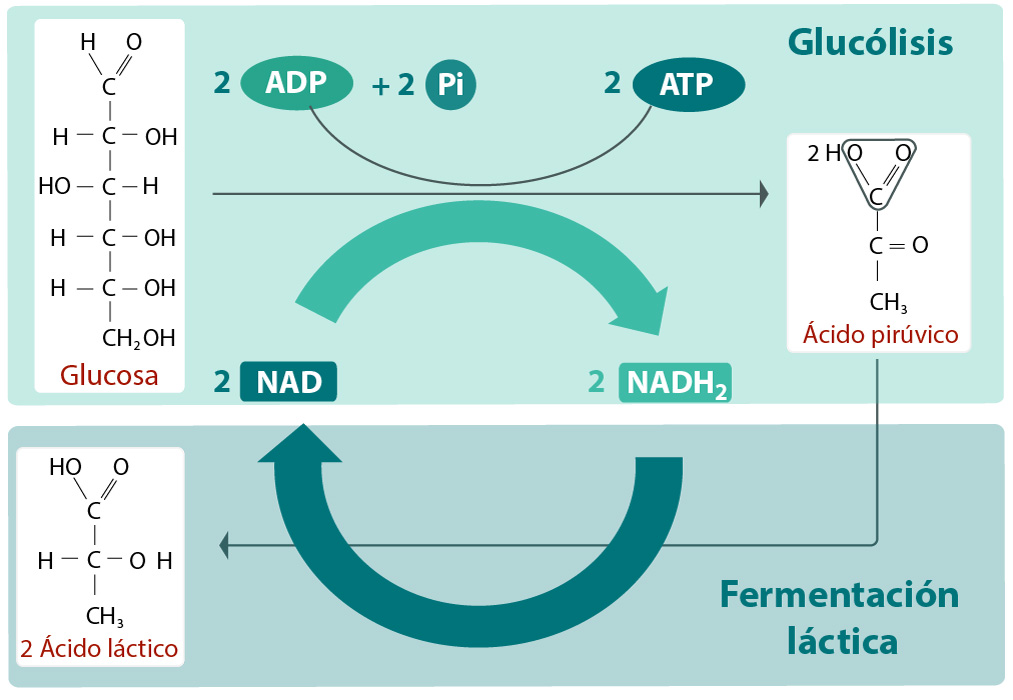 Glucólisis
H O
C
H – C – OH
HO – C – H
H – C – OH
H – C – OH
CH₂OH
Glucosa
2 ADP + 2 Pi
2 ATP
2 HO O
C
C = O
CH₃
Ácido pirúvico
2 NAD
2 NADH₂
HO O
C
H – C – O H
CH₃
2 Ácido láctico
Fermentación
láctica